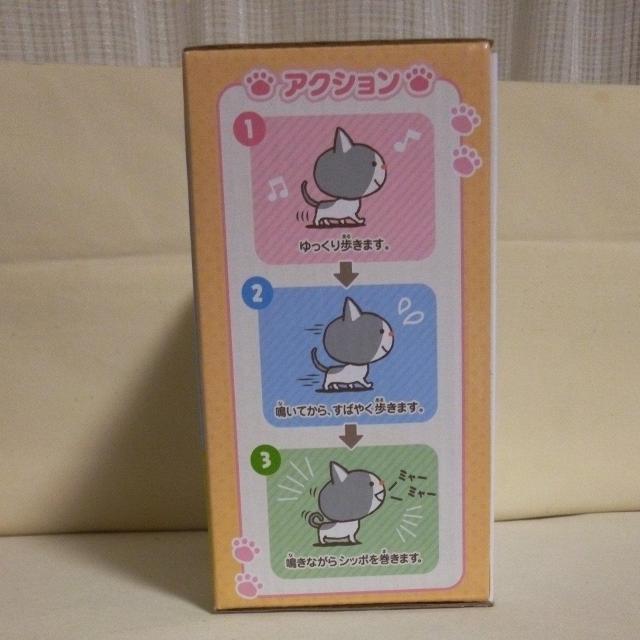 アクション
1
ゆっくり歩きます。
2
鳴いてから、すばやく歩きます。
3
ミャー
ミャー
鳴きながらシッポを巻きます。